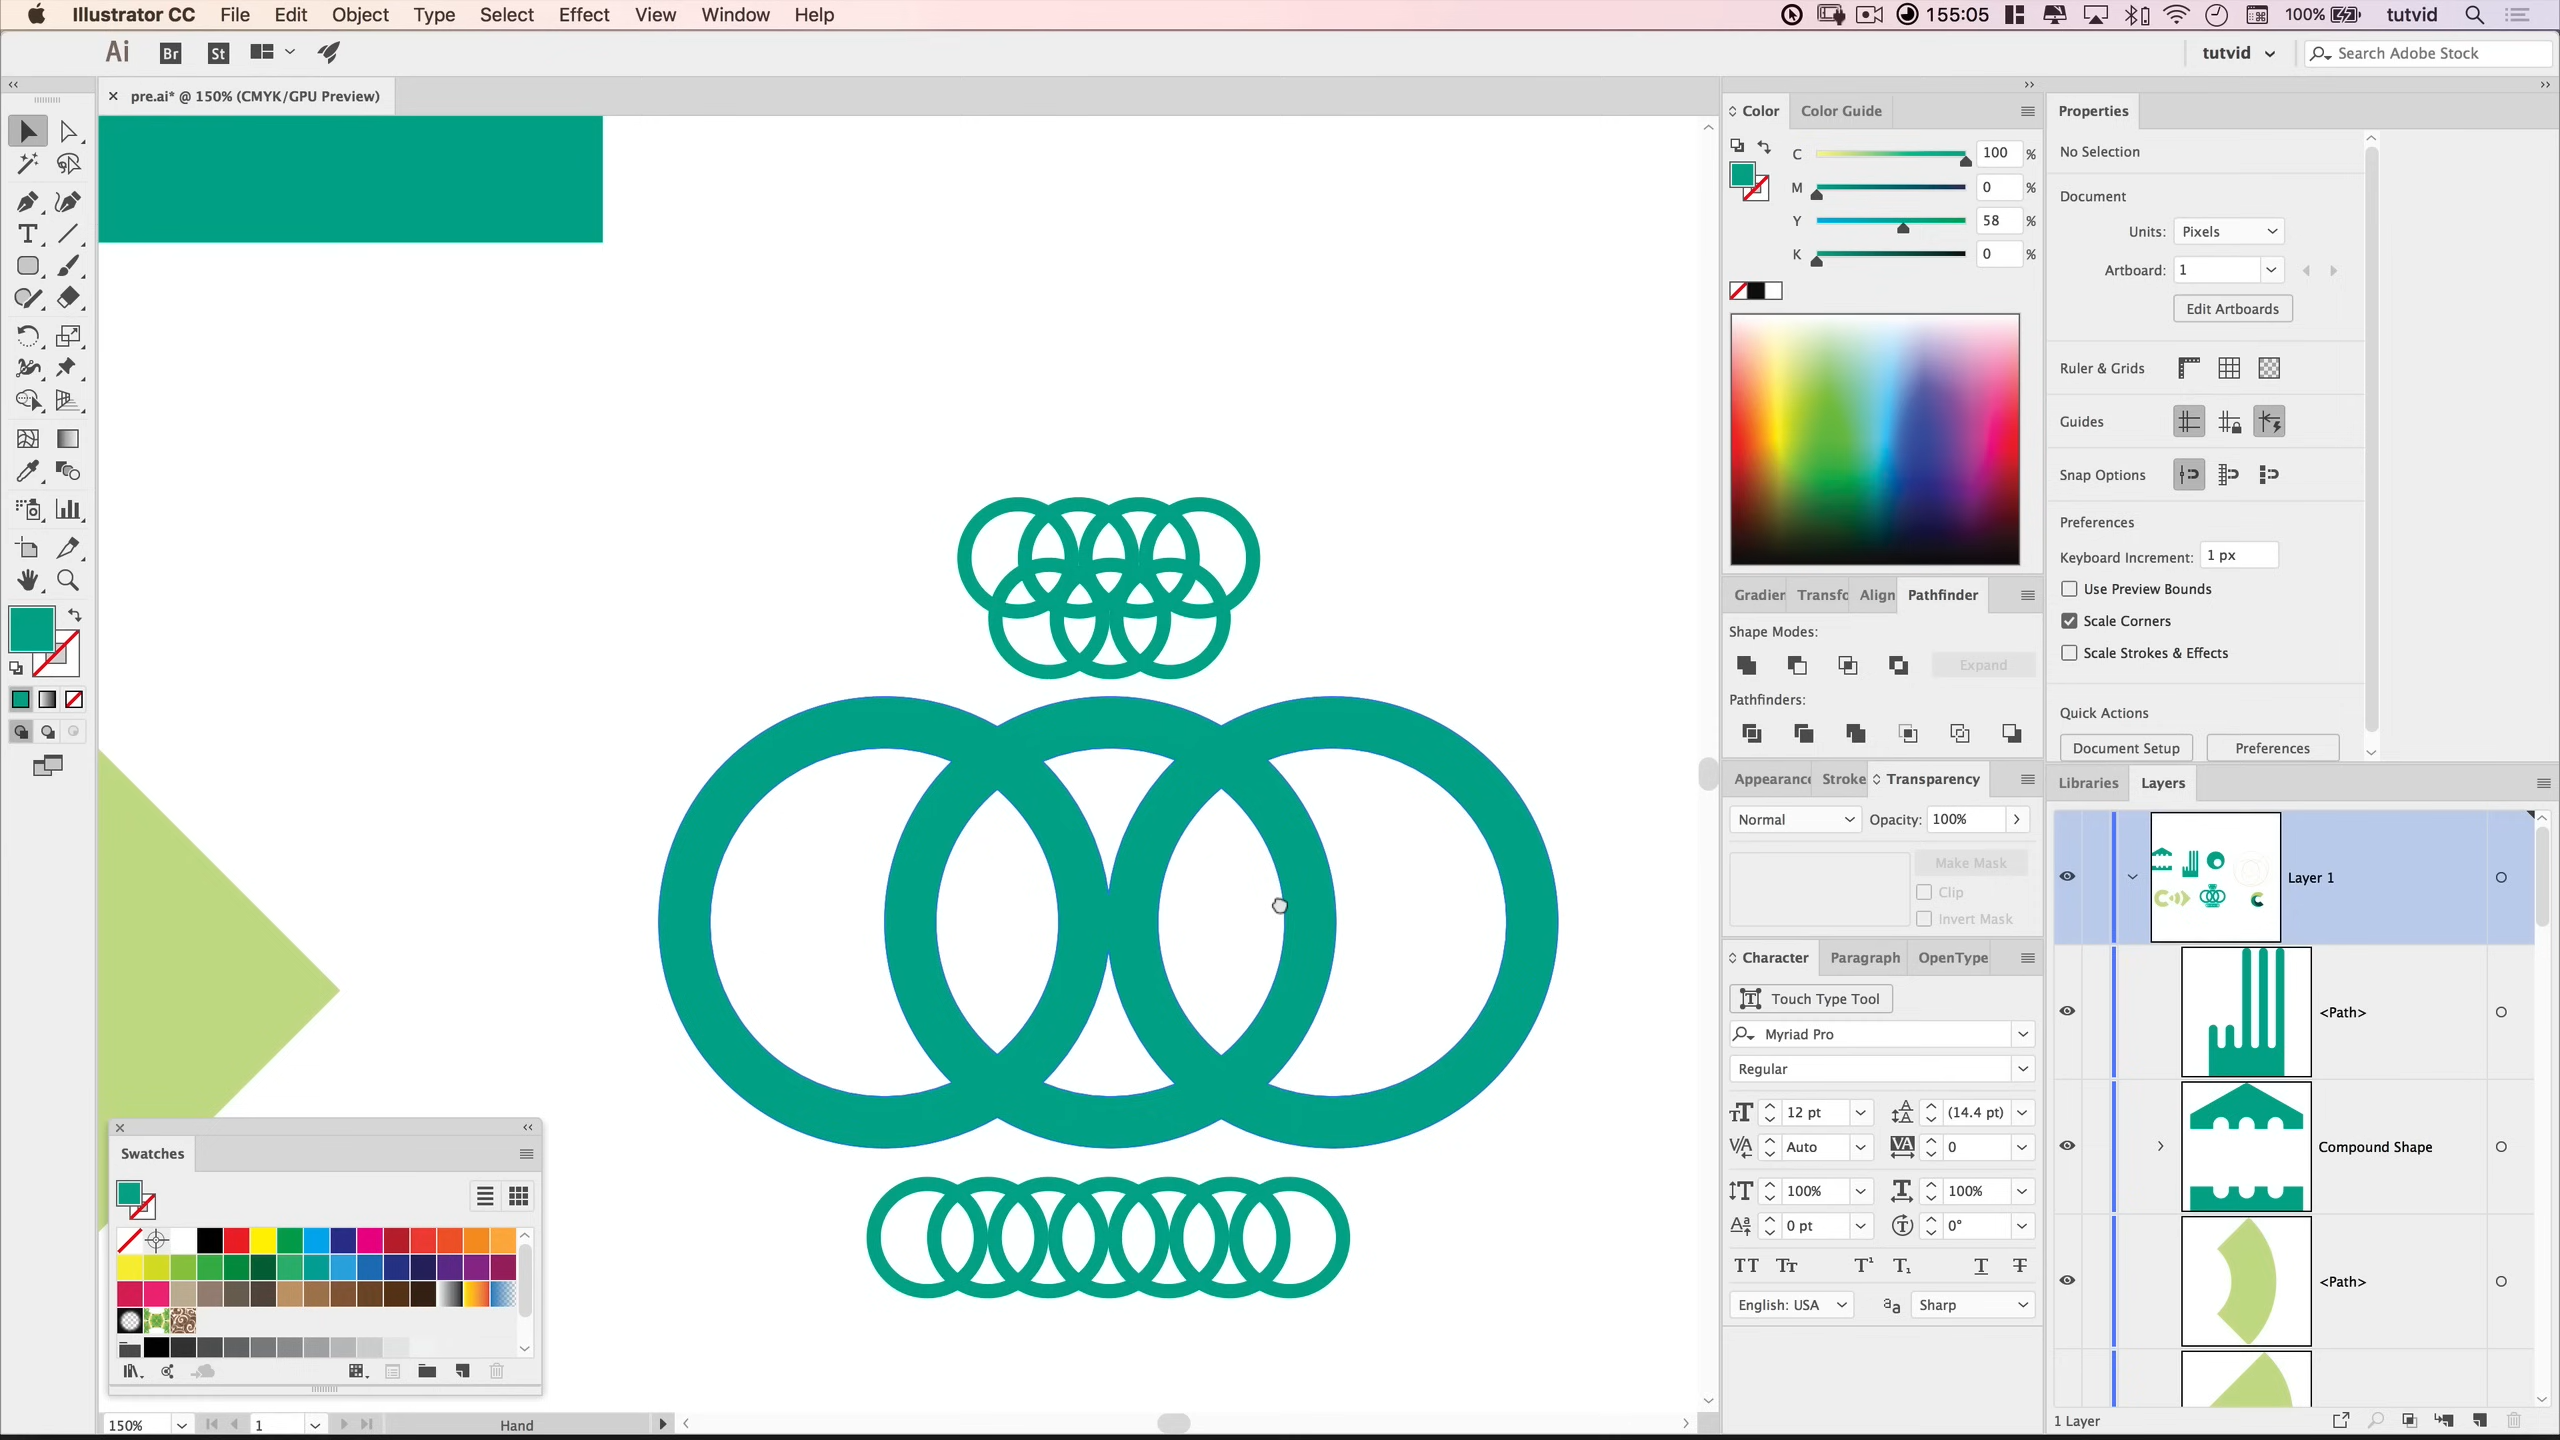 Illustrator CC File Edit Object Type Select Effect View Window Help 155:05 100% tutvid
Ai Br St tutvid Search Adobe Stock
× pre.ai* @ 150% (CMYK/GPU Preview)
Color Color Guide
C 100 %
M 0 %
Y 58 %
K 0 %
Gradien Transfo Align Pathfinder
Shape Modes:
Expand
Pathfinders:
Appearanc Stroke Transparency
Normal Opacity: 100%
Make Mask
Clip
Invert Mask
Character Paragraph OpenType
Touch Type Tool
Myriad Pro
Regular
12 pt (14.4 pt)
Auto 0
100% 100%
0 pt 0°
TT Tt T¹ T₁ T T
English: USA aa Sharp
Properties
No Selection
Document
Units: Pixels
Artboard: 1
Edit Artboards
Ruler & Grids
Guides
Snap Options
Preferences
Keyboard Increment: 1 px
Use Preview Bounds
Scale Corners
Scale Strokes & Effects
Quick Actions
Document Setup Preferences
Libraries Layers
Layer 1
<Path>
Compound Shape
<Path>
1 Layer
Swatches
150% 1 Hand